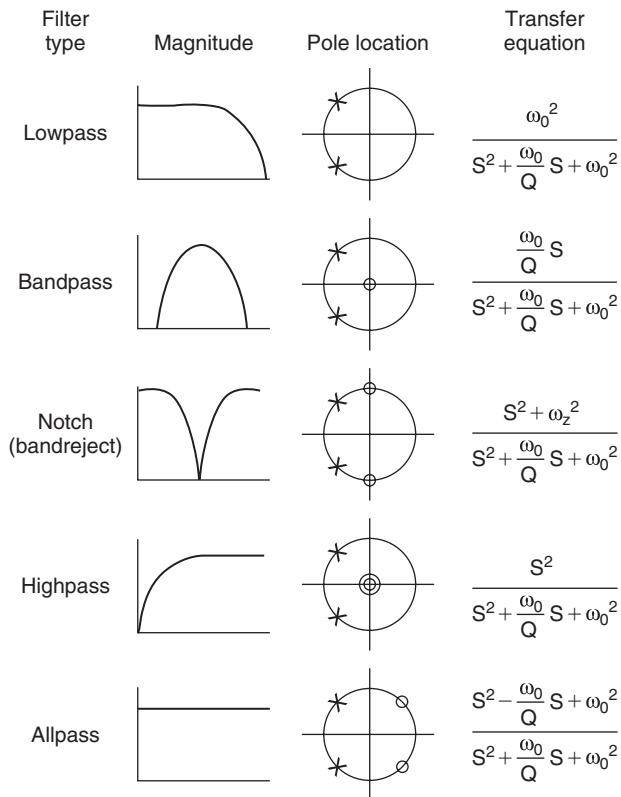 Filter type Magnitude Pole location Transfer equation
Lowpass
ω₀²
S² + ω₀/Q S + ω₀²
Bandpass
ω₀/Q S
S² + ω₀/Q S + ω₀²
Notch
(bandreject)
S² + ω_z²
S² + ω₀/Q S + ω₀²
Highpass
S²
S² + ω₀/Q S + ω₀²
Allpass
S² − ω₀/Q S + ω₀²
S² + ω₀/Q S + ω₀²